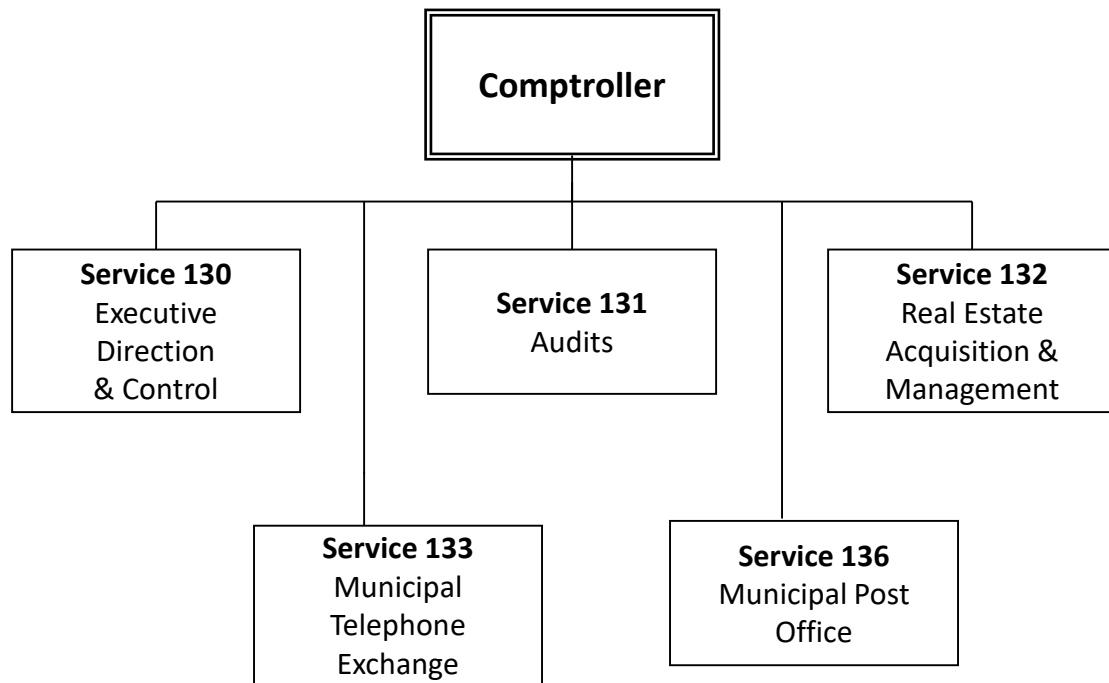 Comptroller
Service 130
Executive
Direction
& Control
Service 131
Audits
Service 132
Real Estate
Acquisition &
Management
Service 133
Municipal
Telephone
Exchange
Service 136
Municipal Post
Office